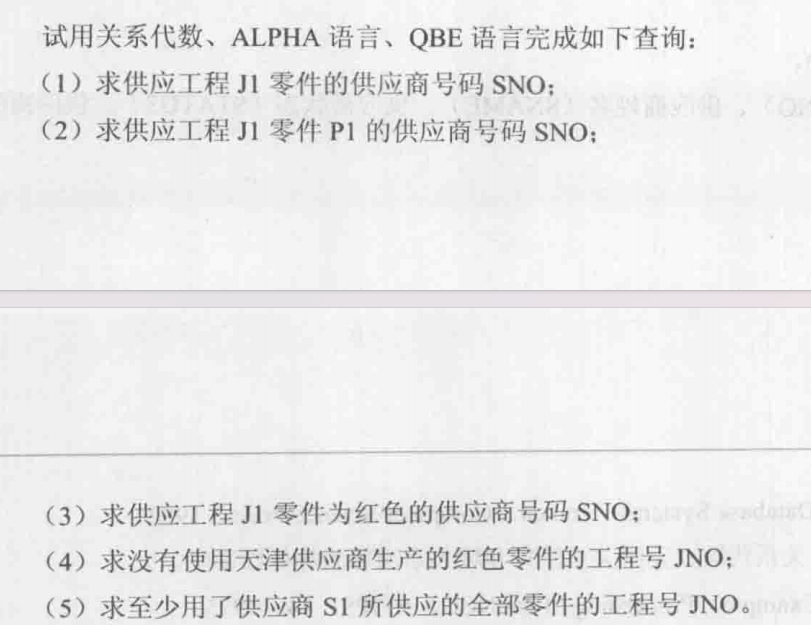 试用关系代数、ALPHA 语言、QBE 语言完成如下查询:
(1)求供应工程 J1 零件的供应商号码 SNO;
(2)求供应工程 J1 零件 P1 的供应商号码 SNO;
(3)求供应工程 J1 零件为红色的供应商号码 SNO;
(4)求没有使用天津供应商生产的红色零件的工程号 JNO;
(5)求至少用了供应商 S1 所供应的全部零件的工程号 JNO。